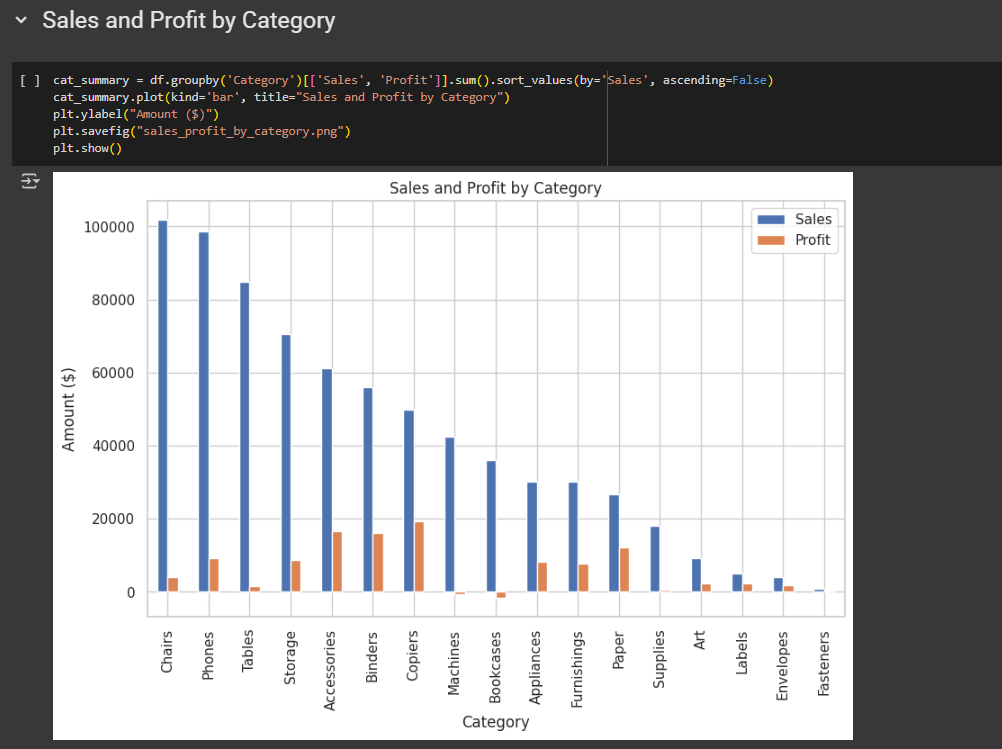 Sales and Profit by Category
[ ] cat_summary = df.groupby('Category')[['Sales', 'Profit']].sum().sort_values(by='Sales', ascending=False)
cat_summary.plot(kind='bar', title="Sales and Profit by Category")
plt.ylabel("Amount ($)")
plt.savefig("sales_profit_by_category.png")
plt.show()
Sales and Profit by Category
Sales
Profit
100000
80000
60000
40000
20000
0
Amount ($)
Chairs
Phones
Tables
Storage
Accessories
Binders
Copiers
Machines
Bookcases
Appliances
Furnishings
Paper
Supplies
Art
Labels
Envelopes
Fasteners
Category